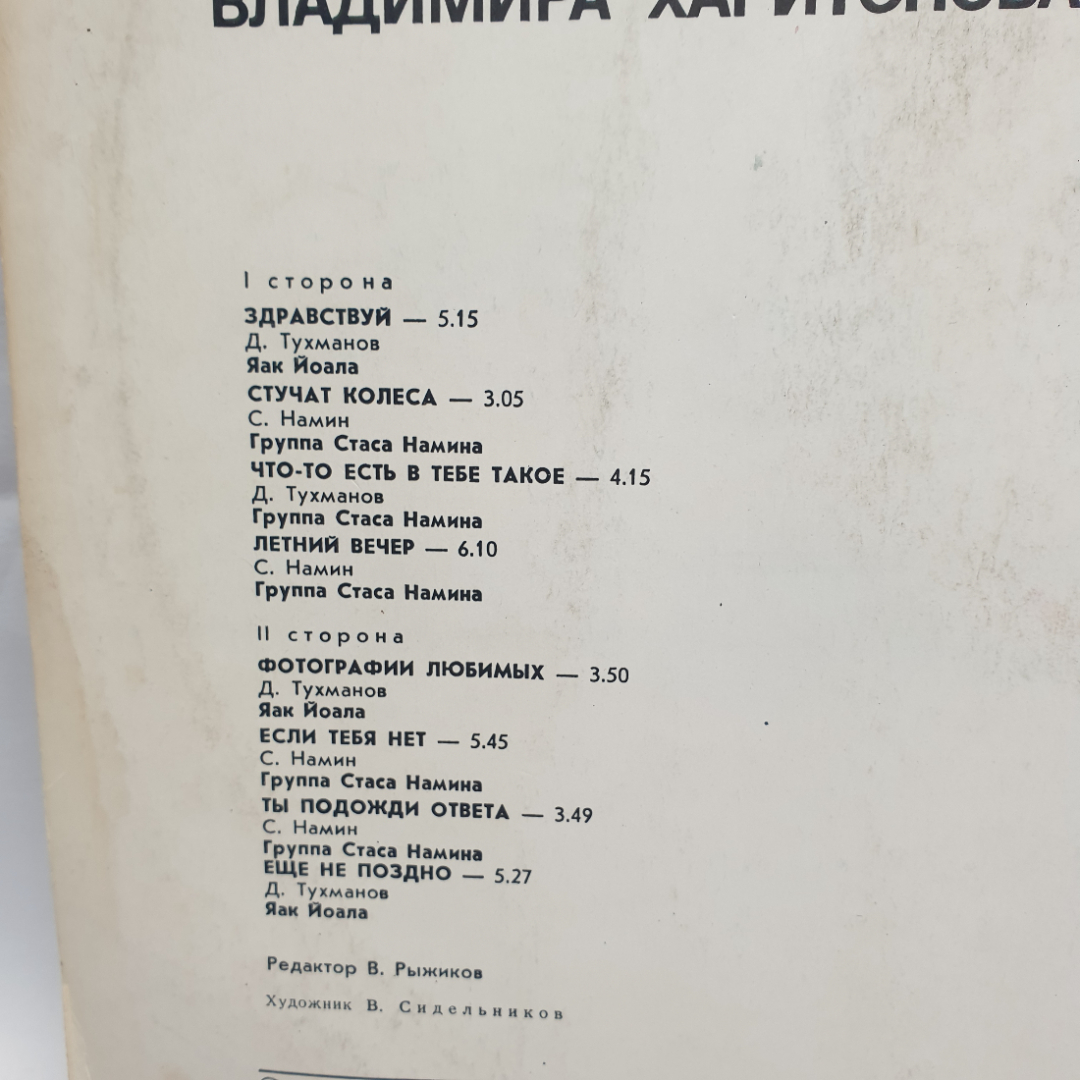 ВЛАДИМИРА ХАРИТОНОВА
I сторона
ЗДРАВСТВУЙ — 5.15
Д. Тухманов
Яак Йоала
СТУЧАТ КОЛЕСА — 3.05
С. Намин
Группа Стаса Намина
ЧТО-ТО ЕСТЬ В ТЕБЕ ТАКОЕ — 4.15
Д. Тухманов
Группа Стаса Намина
ЛЕТНИЙ ВЕЧЕР — 6.10
С. Намин
Группа Стаса Намина
II сторона
ФОТОГРАФИИ ЛЮБИМЫХ — 3.50
Д. Тухманов
Яак Йоала
ЕСЛИ ТЕБЯ НЕТ — 5.45
С. Намин
Группа Стаса Намина
ТЫ ПОДОЖДИ ОТВЕТА — 3.49
С. Намин
Группа Стаса Намина
ЕЩЕ НЕ ПОЗДНО — 5.27
Д. Тухманов
Яак Йоала
Редактор В. Рыжиков
Художник В. Сидельников